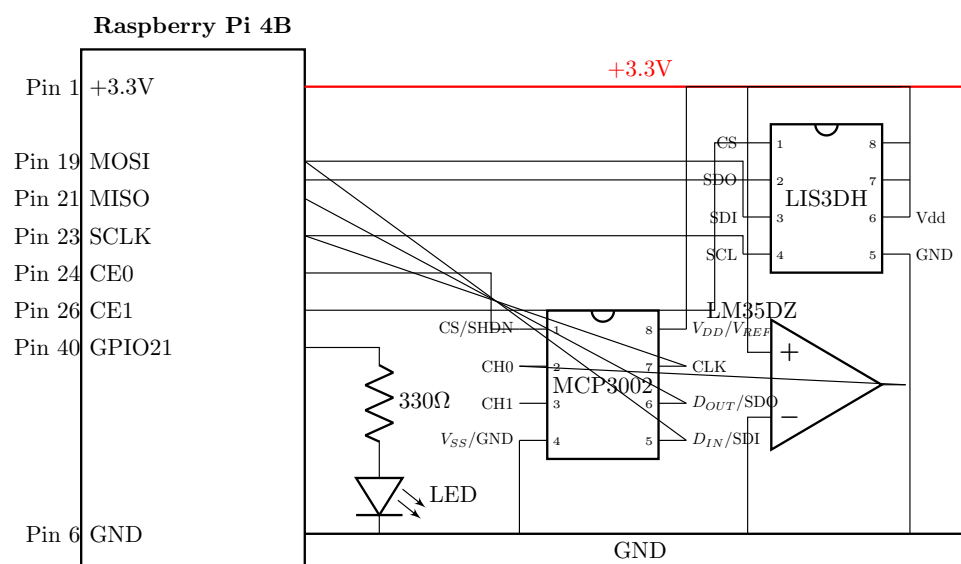 Raspberry Pi 4B
Pin 1 +3.3V
+3.3V
Pin 19 MOSI
Pin 21 MISO
Pin 23 SCLK
Pin 24 CE0
Pin 26 CE1
Pin 40 GPIO21
330Ω
LED
Pin 6 GND
GND
CS 1
SDO 2
SDI 3
SCL 4
LIS3DH
8
7
6 Vdd
5 GND
CS/SHDN 1
CH0 2
CH1 3
V_SS/GND 4
MCP3002
8 V_DD/V_REF
7 CLK
6 D_OUT/SDO
5 D_IN/SDI
LM35DZ
+
−